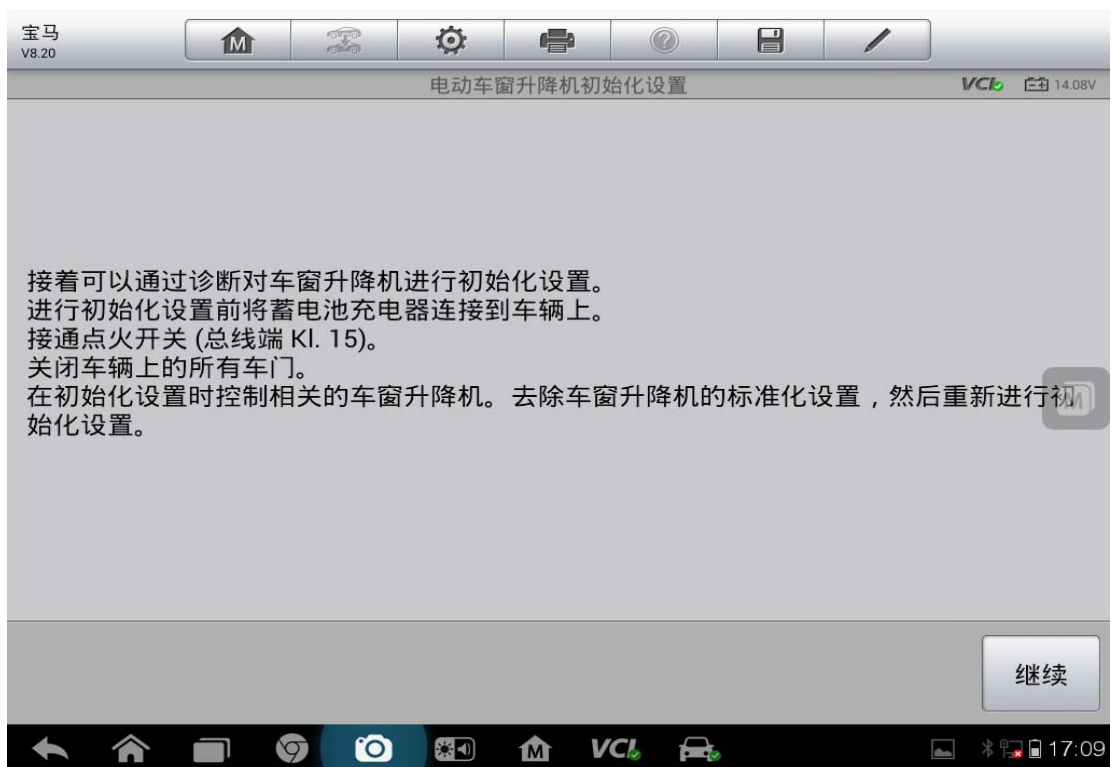 宝马
V8.20
电动车窗升降机初始化设置
VCI
14.08V
接着可以通过诊断对车窗升降机进行初始化设置。
进行初始化设置前将蓄电池充电器连接到车辆上。
接通点火开关 (总线端 Kl. 15)。
关闭车辆上的所有车门。
在初始化设置时控制相关的车窗升降机。去除车窗升降机的标准化设置，然后重新进行初
始化设置。
继续
VCI
17:09